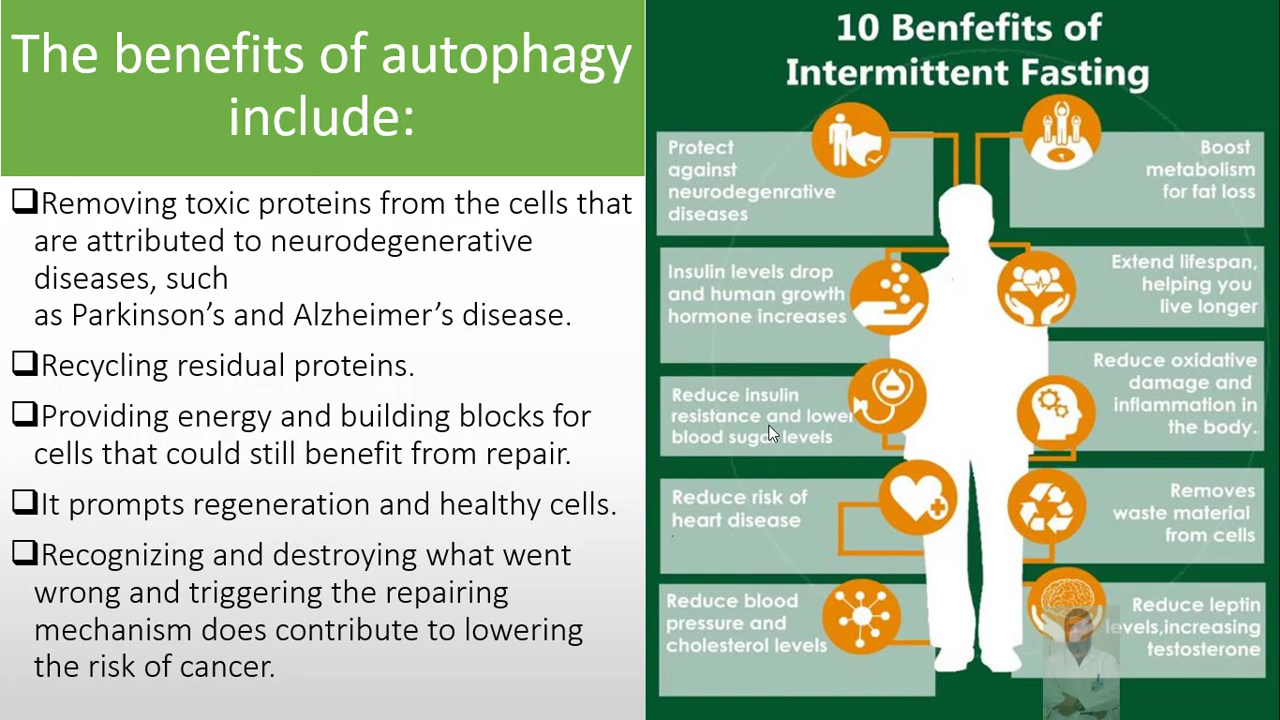 The benefits of autophagy
include:
❑Removing toxic proteins from the cells that
are attributed to neurodegenerative
diseases, such
as Parkinson’s and Alzheimer’s disease.
❑Recycling residual proteins.
❑Providing energy and building blocks for
cells that could still benefit from repair.
❑It prompts regeneration and healthy cells.
❑Recognizing and destroying what went
wrong and triggering the repairing
mechanism does contribute to lowering
the risk of cancer.
10 Benfefits of
Intermittent Fasting
Protect
against
neurodegenrative
diseases
Boost
metabolism
for fat loss
Insulin levels drop
and human growth
hormone increases
Extend lifespan,
helping you
live longer
Reduce insulin
resistance and lower
blood sugar levels
Reduce oxidative
damage and
inflammation in
the body.
Reduce risk of
heart disease
Removes
waste material
from cells
Reduce blood
pressure and
cholesterol levels
Reduce leptin
levels,increasing
testosterone